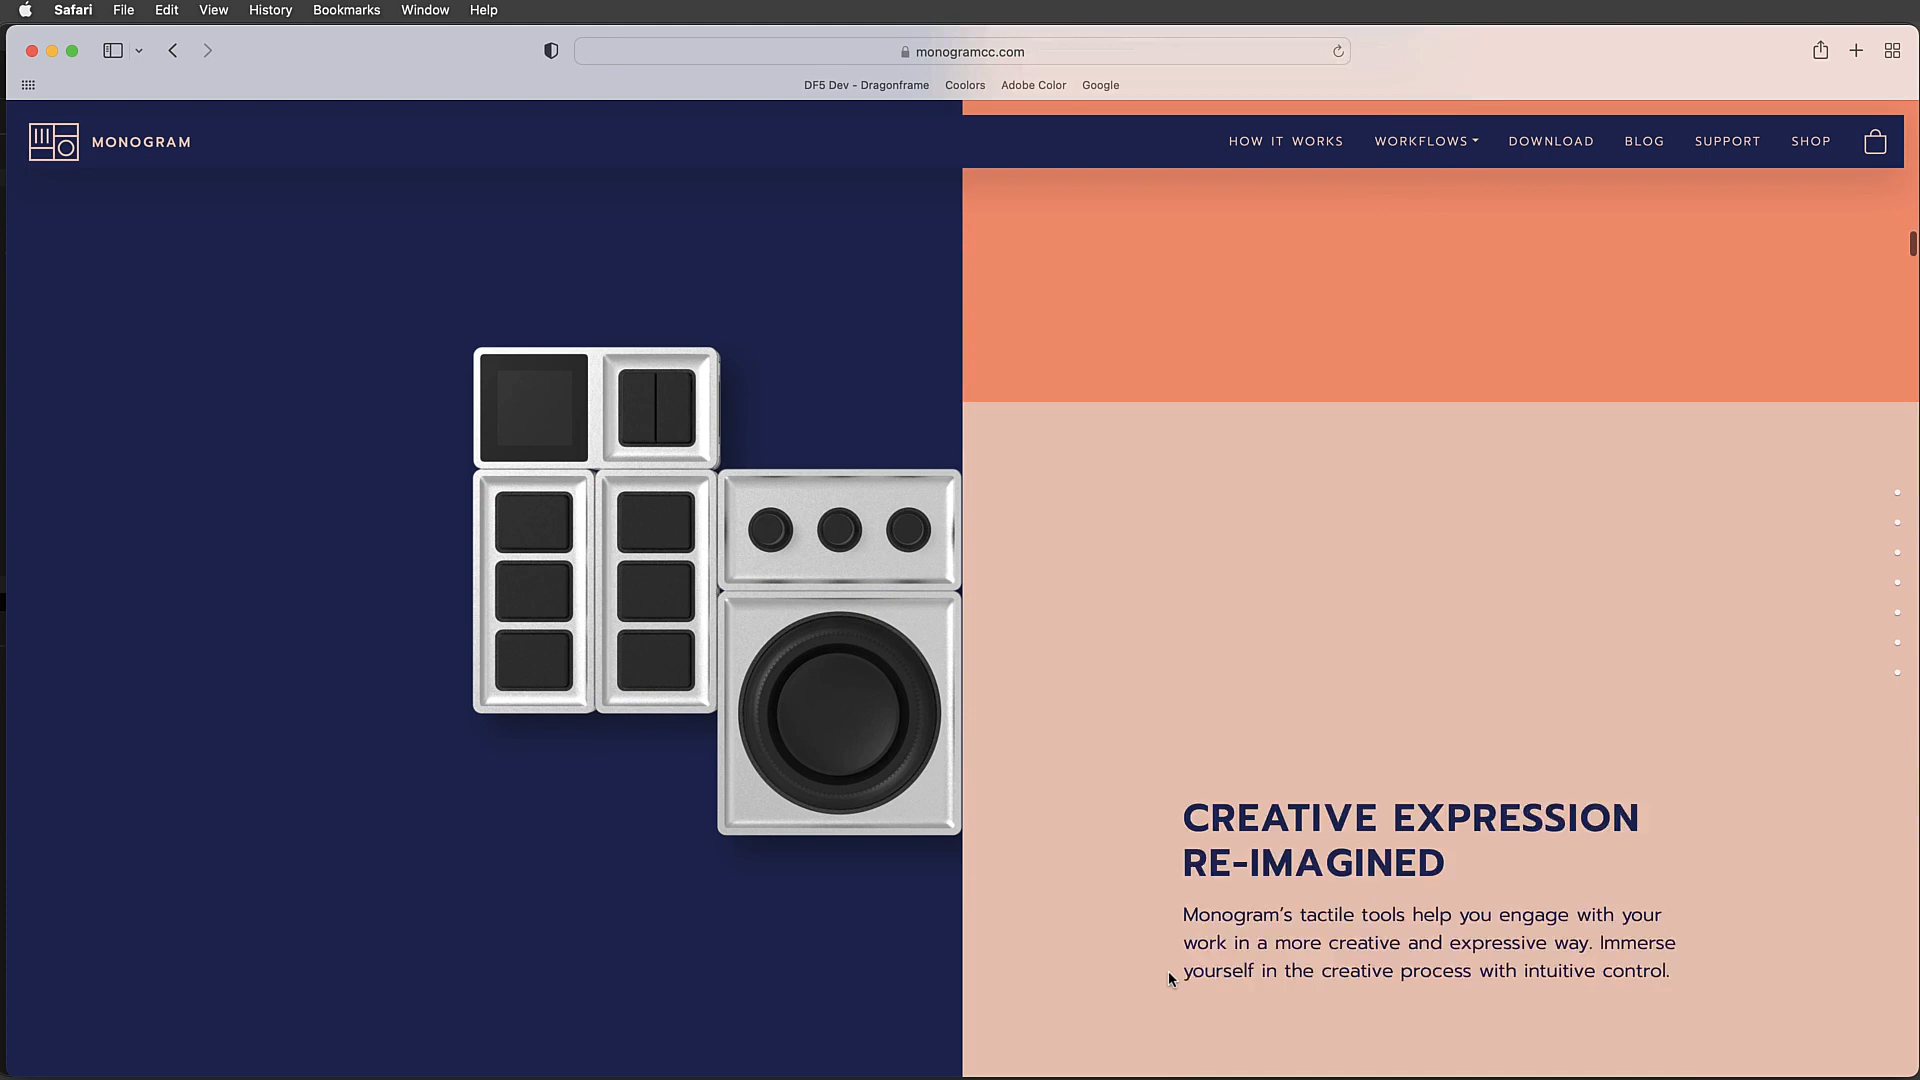 Safari File Edit View History Bookmarks Window Help
monogramcc.com
DF5 Dev - Dragonframe Coolors Adobe Color Google
MONOGRAM
HOW IT WORKS WORKFLOWS DOWNLOAD BLOG SUPPORT SHOP
CREATIVE EXPRESSION
RE-IMAGINED
Monogram's tactile tools help you engage with your
work in a more creative and expressive way. Immerse
yourself in the creative process with intuitive control.